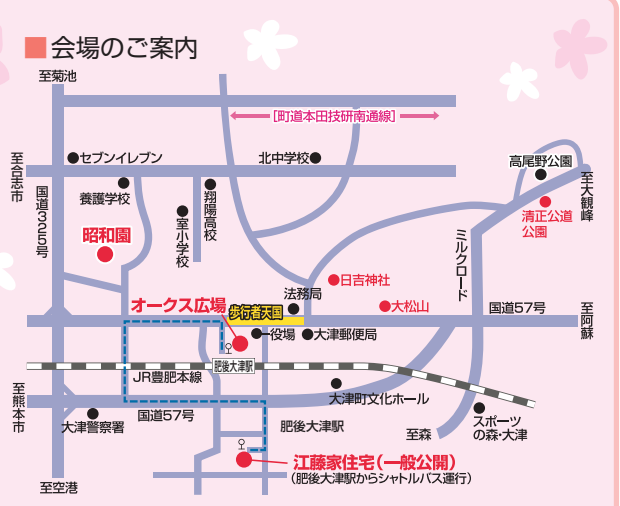 ■会場のご案内
至菊池
[町道本田技研南通線]
至合志市
セブンイレブン
北中学校
高尾野公園
養護学校
翔陽高校
室小学校
国道325号
昭和園
至大観峰
清正公道
公園
ミルクロード
日吉神社
法務局
大松山
国道57号
至阿蘇
オークス広場
歩行者天国
役場
大津郵便局
肥後大津駅
JR豊肥本線
至熊本市
国道57号
大津町文化ホール
大津警察署
肥後大津駅
スポーツ
の森・大津
至森
江藤家住宅(一般公開)
(肥後大津駅からシャトルバス運行)
至空港